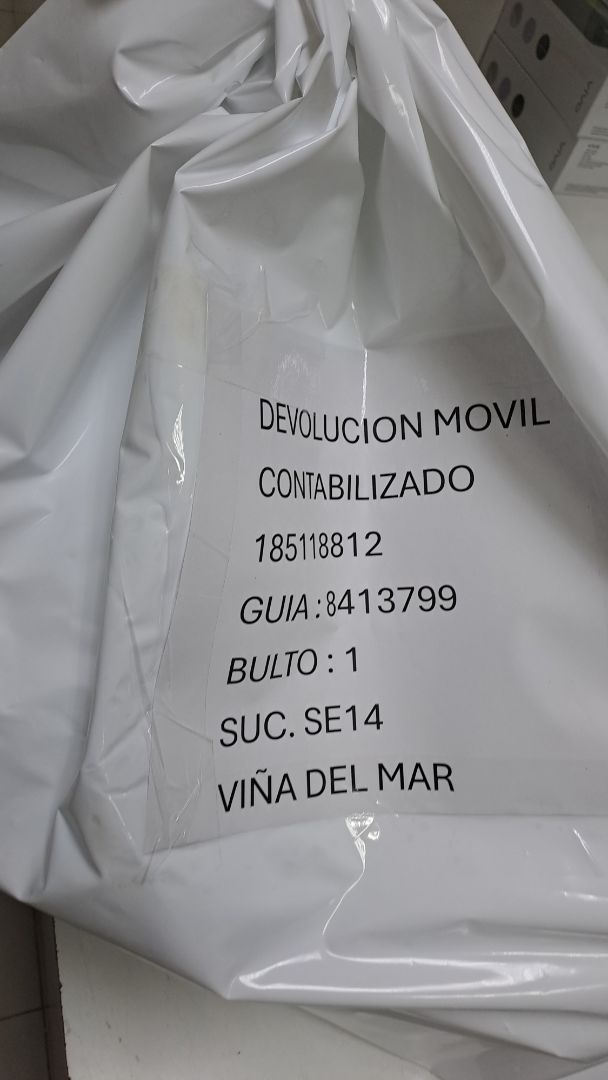 DEVOLUCION MOVIL
CONTABILIZADO
185118812
GUIA : 8413799
BULTO : 1
SUC. SE14
VIÑA DEL MAR